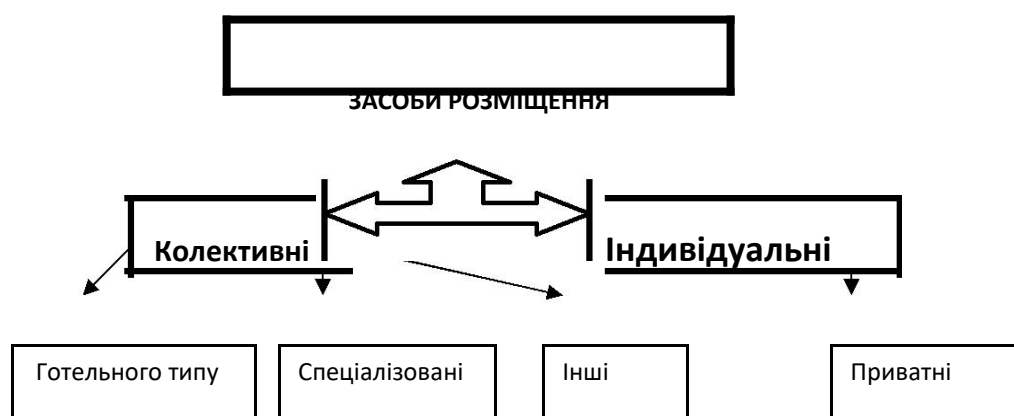 ЗАСОБИ РОЗМІЩЕННЯ
Колективні
Індивідуальні
Готельного типу
Спеціалізовані
Інші
Приватні